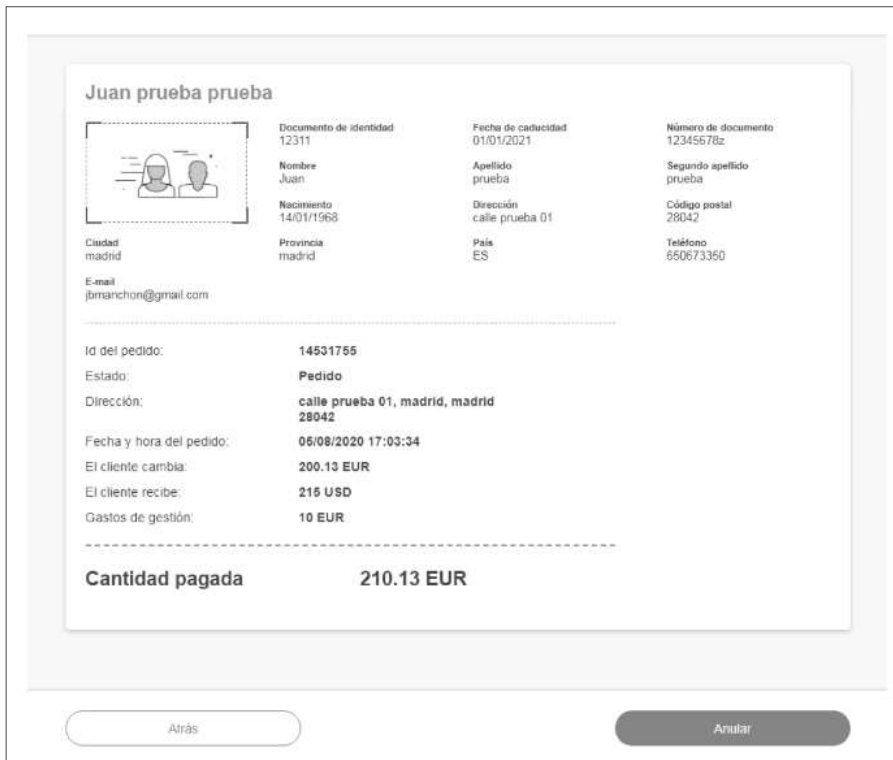 Juan prueba prueba
Documento de identidad
12311
Fecha de caducidad
01/01/2021
Número de documento
12345678z
Nombre
Juan
Apellido
prueba
Segundo apellido
prueba
Nacimiento
14/01/1968
Dirección
calle prueba 01
Código postal
28042
Ciudad
madrid
Provincia
madrid
País
ES
Teléfono
650673350
E-mail
jbmanchon@gmail.com
Id del pedido: 14531755
Estado: Pedido
Dirección: calle prueba 01, madrid, madrid
28042
Fecha y hora del pedido: 05/08/2020 17:03:34
El cliente cambia: 200.13 EUR
El cliente recibe: 215 USD
Gastos de gestión: 10 EUR
Cantidad pagada 210.13 EUR
Atrás Anular